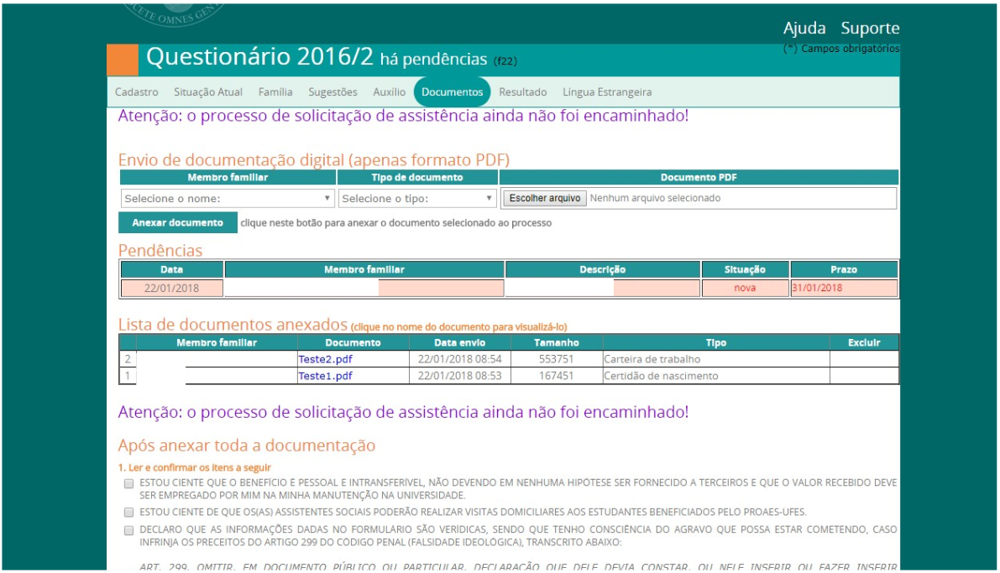 OCETE OMNES GENT
Ajuda Suporte
(*) Campos obrigatórios
Questionário 2016/2 há pendências (f22)
Cadastro Situação Atual Família Sugestões Auxílio Documentos Resultado Lingua Estrangeira
Atenção: o processo de solicitação de assistência ainda não foi encaminhado!
Envio de documentação digital (apenas formato PDF)
Membro familiar Tipo de documento Documento PDF
Selecione o nome: Selecione o tipo: Escolher arquivo Nenhum arquivo selecionado
Anexar documento clique neste botão para anexar o documento selecionado ao processo
Pendências
Data Membro familiar Descrição Situação Prazo
22/01/2018 nova 31/01/2018
Lista de documentos anexados (clique no nome do documento para visualizá-lo)
Membro familiar Documento Data envio Tamanho Tipo Excluir
2 Teste2.pdf 22/01/2018 08:54 553751 Carteira de trabalho
1 Teste1.pdf 22/01/2018 08:53 167451 Certidão de nascimento
Atenção: o processo de solicitação de assistência ainda não foi encaminhado!
Após anexar toda a documentação
1. Ler e confirmar os itens a seguir
ESTOU CIENTE QUE O BENEFÍCIO É PESSOAL E INTRANSFERÍVEL, NÃO DEVENDO EM NENHUMA HIPÓTESE SER FORNECIDO A TERCEIROS E QUE O VALOR RECEBIDO DEVE
SER EMPREGADO POR MIM NA MINHA MANUTENÇÃO NA UNIVERSIDADE.
ESTOU CIENTE DE QUE OS(AS) ASSISTENTES SOCIAIS PODERÃO REALIZAR VISITAS DOMICILIARES AOS ESTUDANTES BENEFICIADOS PELO PROAES-UFES.
DECLARO QUE AS INFORMAÇÕES DADAS NO FORMULÁRIO SÃO VERÍDICAS, SENDO QUE TENHO CONSCIÊNCIA DO AGRAVO QUE POSSA ESTAR COMETENDO, CASO
INFRINJA OS PRECEITOS DO ARTIGO 299 DO CODIGO PENAL (FALSIDADE IDEOLOGICA), TRANSCRITO ABAIXO:
ART. 299. OMITIR, EM DOCUMENTO PÚBLICO OU PARTICULAR, DECLARAÇÃO QUE DELE DEVIA CONSTAR, OU NELE INSERIR OU FAZER INSERIR